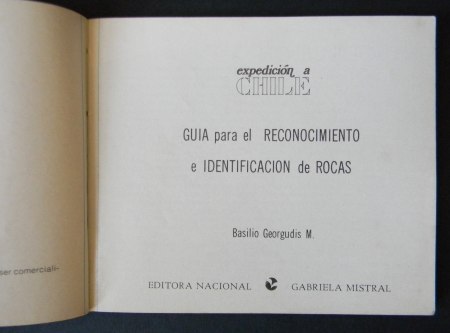 expedición a
CHILE
GUIA para el RECONOCIMIENTO
e IDENTIFICACION de ROCAS
Basilio Georgudis M.
ser comerciali-
EDITORA NACIONAL GABRIELA MISTRAL